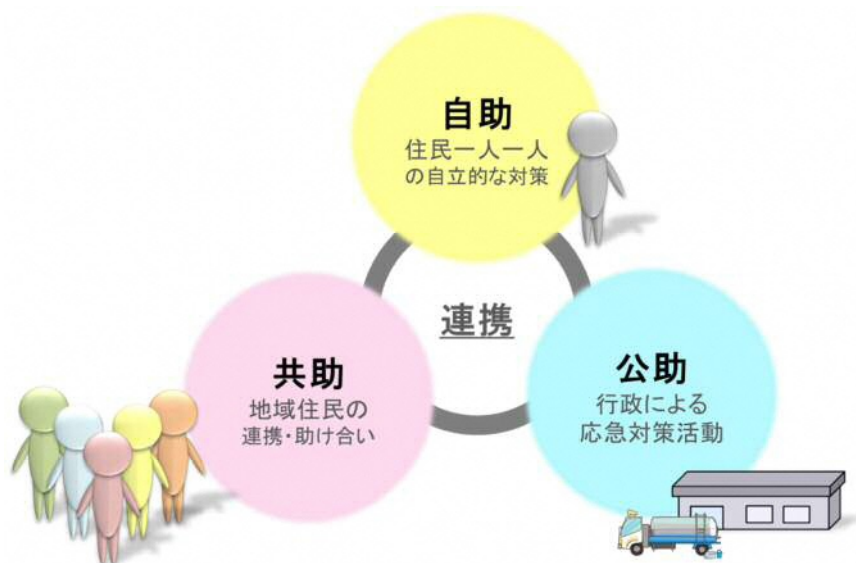 自助
住民一人一人
の自立的な対策
連携
共助
地域住民の
連携・助け合い
公助
行政による
応急対策活動